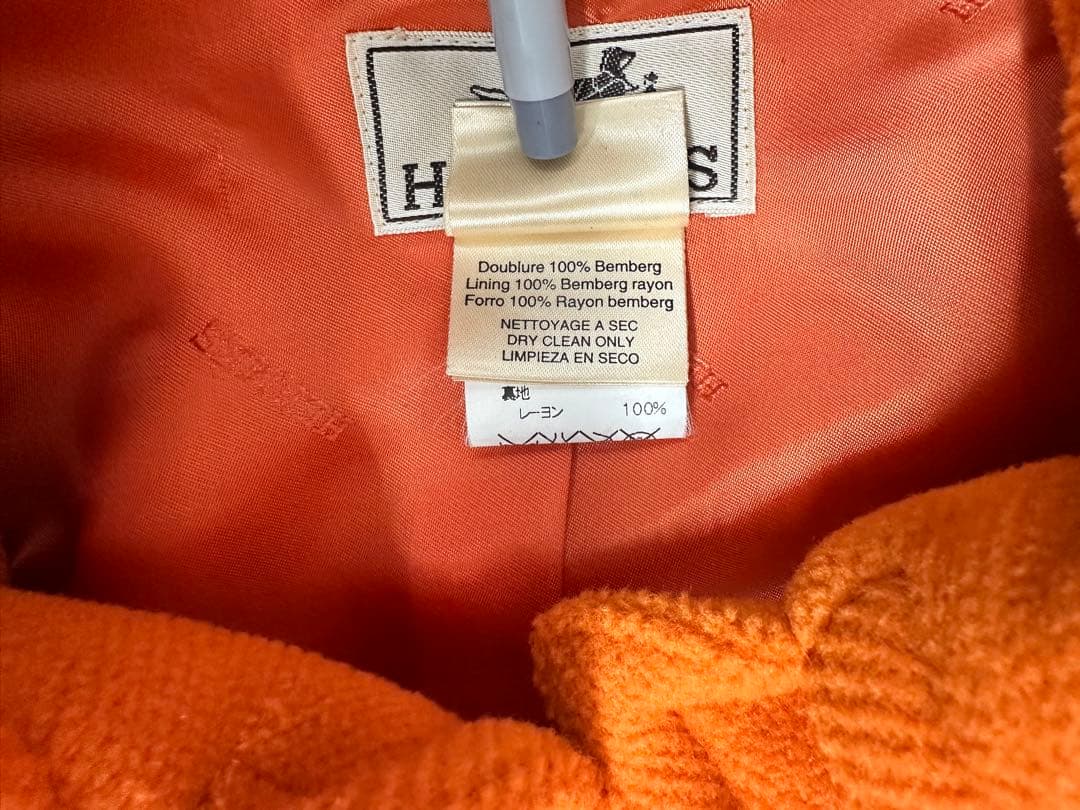 H S
Doublure 100% Bemberg
Lining 100% Bemberg rayon
Forro 100% Rayon bemberg
NETTOYAGE A SEC
DRY CLEAN ONLY
LIMPIEZA EN SECO
裏地
レーヨン 100%
HERMÈS